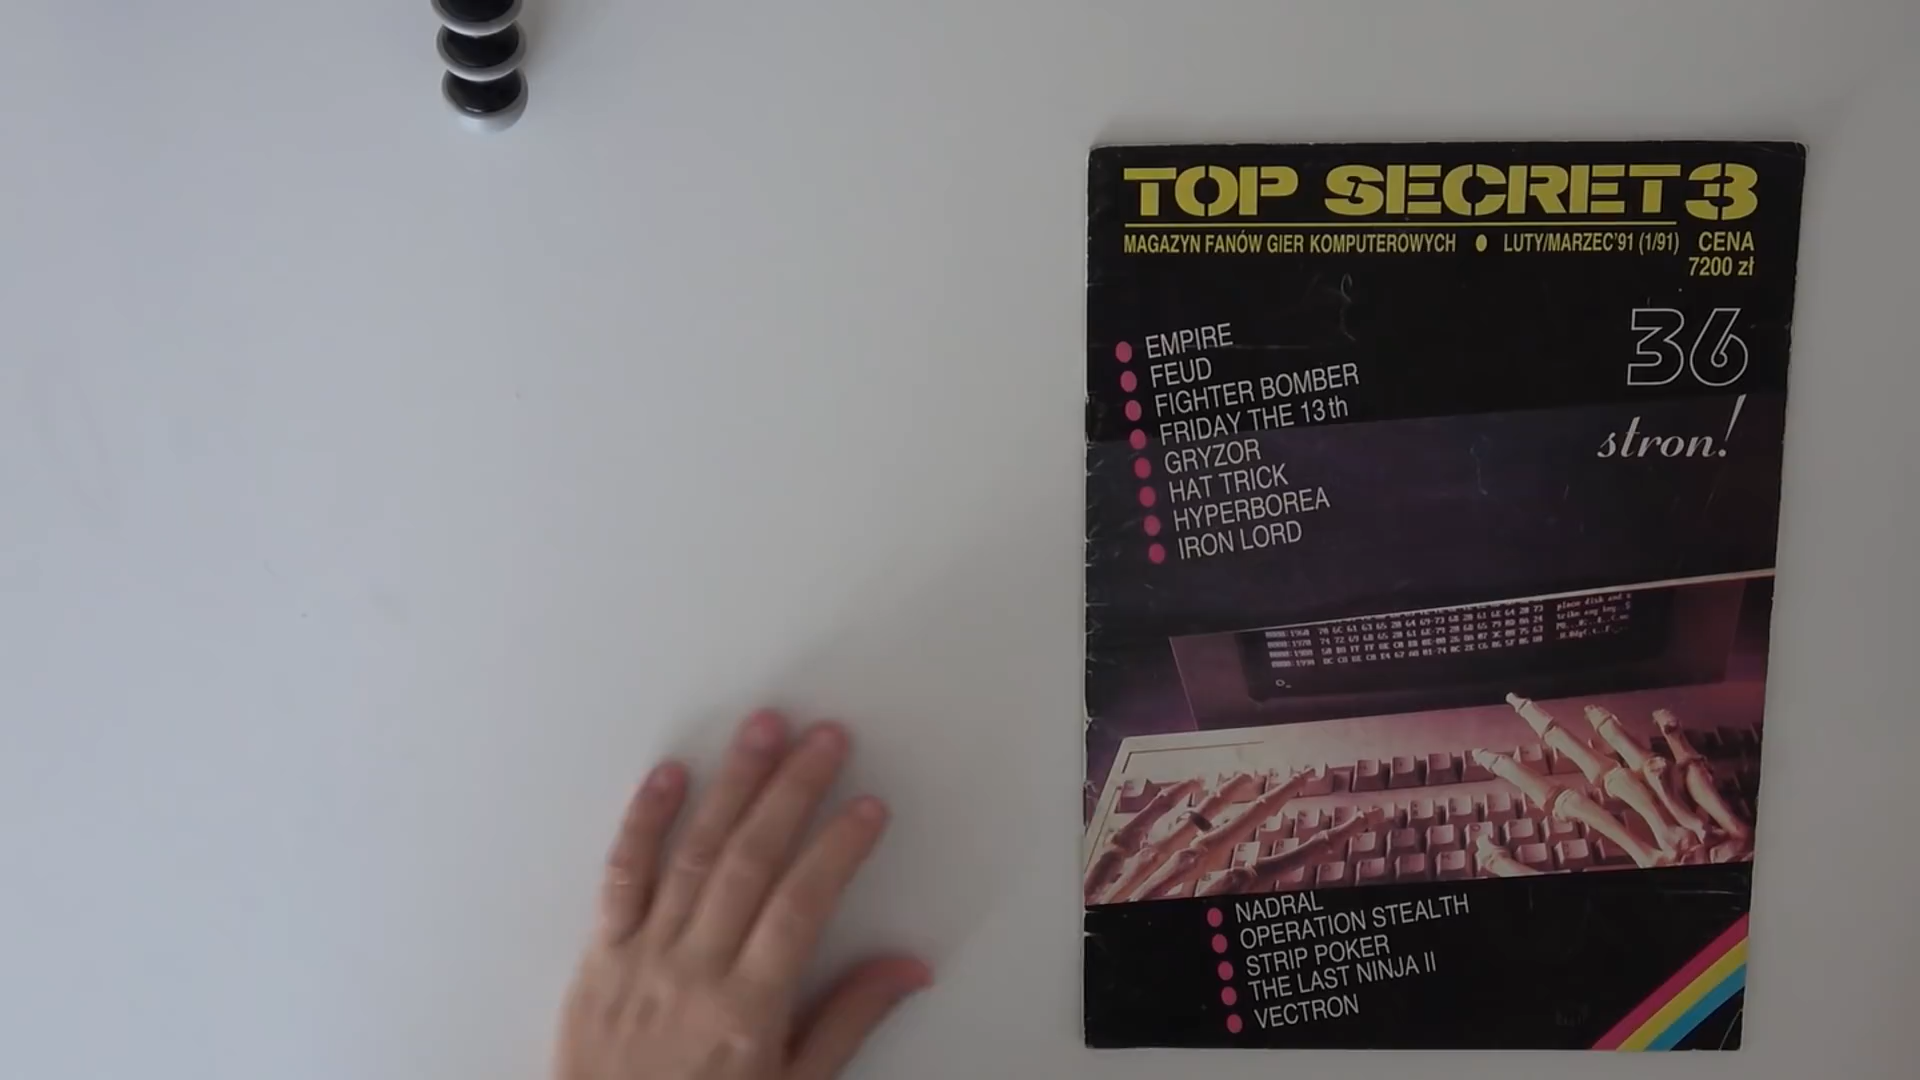 TOP SECRET 3
MAGAZYN FANÓW GIER KOMPUTEROWYCH ● LUTY/MARZEC'91 (1/91) CENA
7200 zł
36
stron!
EMPIRE
FEUD
FIGHTER BOMBER
FRIDAY THE 13th
GRYZOR
HAT TRICK
HYPERBOREA
IRON LORD
NADRAL
OPERATION STEALTH
STRIP POKER
THE LAST NINJA II
VECTRON